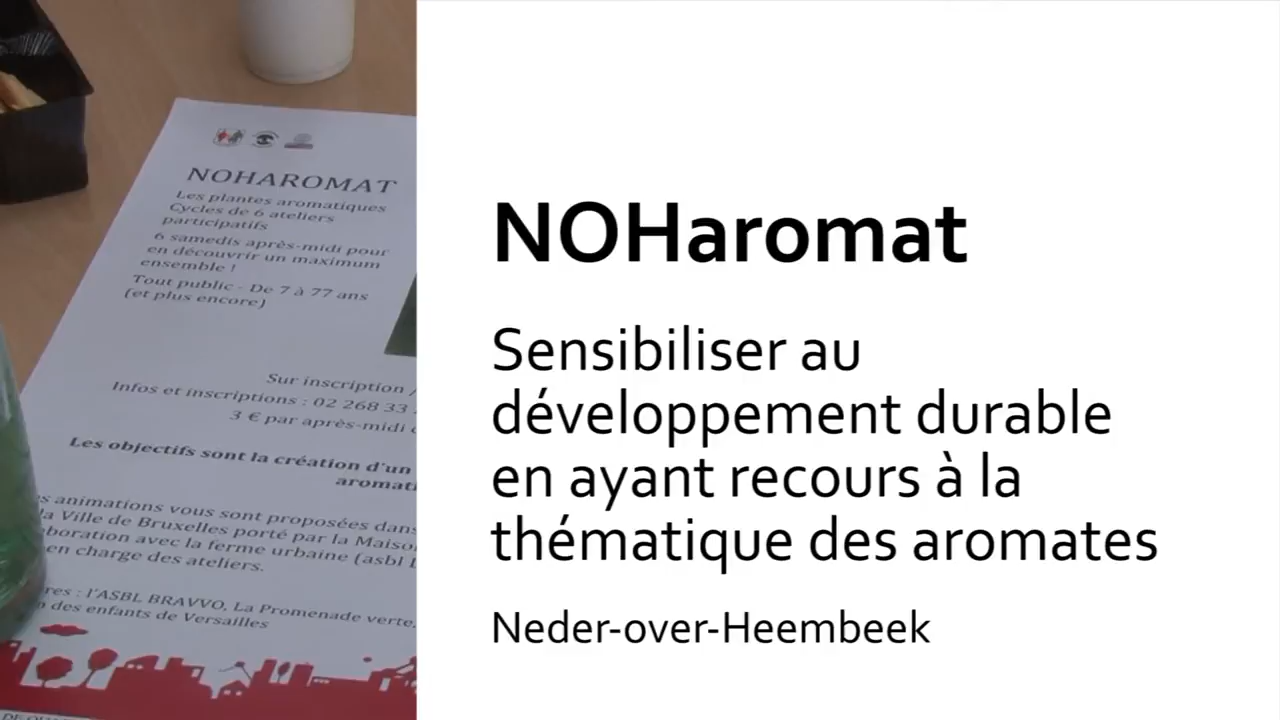 NOHAROMAT
Les plantes aromatiques
Cycles de 6 ateliers
participatifs
6 samedis après-midi pour
en découvrir un maximum
ensemble !
Tout public - De 7 à 77 ans
(et plus encore)
Sur inscription /
Infos et inscriptions : 02 268 33
3 € par après-midi
Les objectifs sont la création d'un
animations vous sont proposées dans
la Ville de Bruxelles porté par la
avec la ferme urbaine (asbl
en charge des ateliers.
: l'ASBL BRAVVO, La Promenade verte,
des enfants de Versailles
NOHaromat
Sensibiliser au
développement durable
en ayant recours à la
thématique des aromates
Neder-over-Heembeek